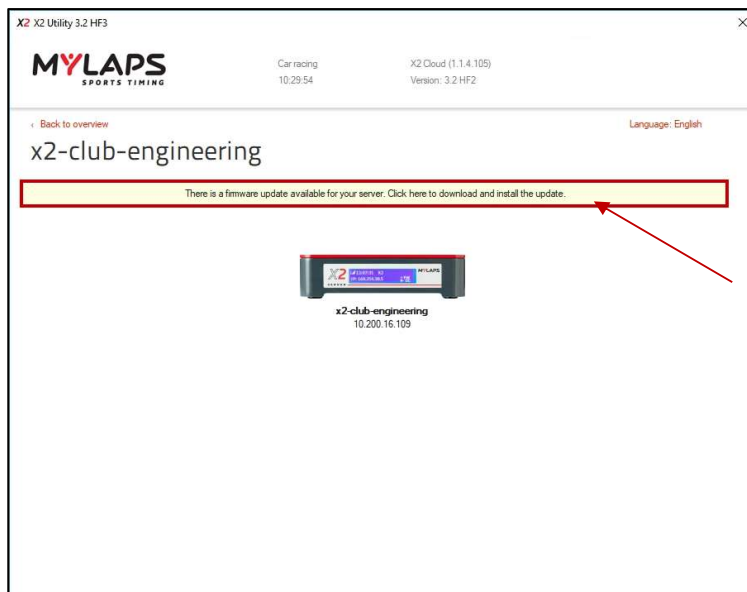 X2 X2 Utility 3.2 HF3
MYLAPS
SPORTS TIMING
Car racing
10:29:54
X2 Cloud (1.1.4.105)
Version: 3.2 HF2
‹ Back to overview
Language: English
x2-club-engineering
There is a firmware update available for your server. Click here to download and install the update.
X2
MYLAPS
x2-club-engineering
10.200.16.109